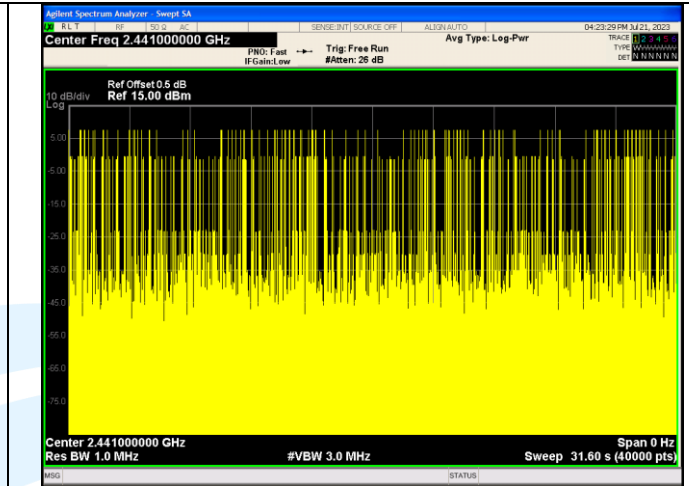 Agilent Spectrum Analyzer - Swept SA
RLT RF 50 Ω AC SENSE:INT SOURCE OFF ALIGN AUTO 04:23:29 PM Jul 21, 2023
Center Freq 2.441000000 GHz
PNO: Fast
IFGain:Low
Trig: Free Run
#Atten: 26 dB
Avg Type: Log-Pwr
TRACE 1 2 3 4 5 6
TYPE
DET N N N N N N
Ref Offset 0.5 dB
10 dB/div Ref 15.00 dBm
Log
5.00
-5.00
-15.0
-25.0
-35.0
-45.0
-55.0
-65.0
-75.0
Center 2.441000000 GHz Span 0 Hz
Res BW 1.0 MHz #VBW 3.0 MHz Sweep 31.60 s (40000 pts)
MSG STATUS